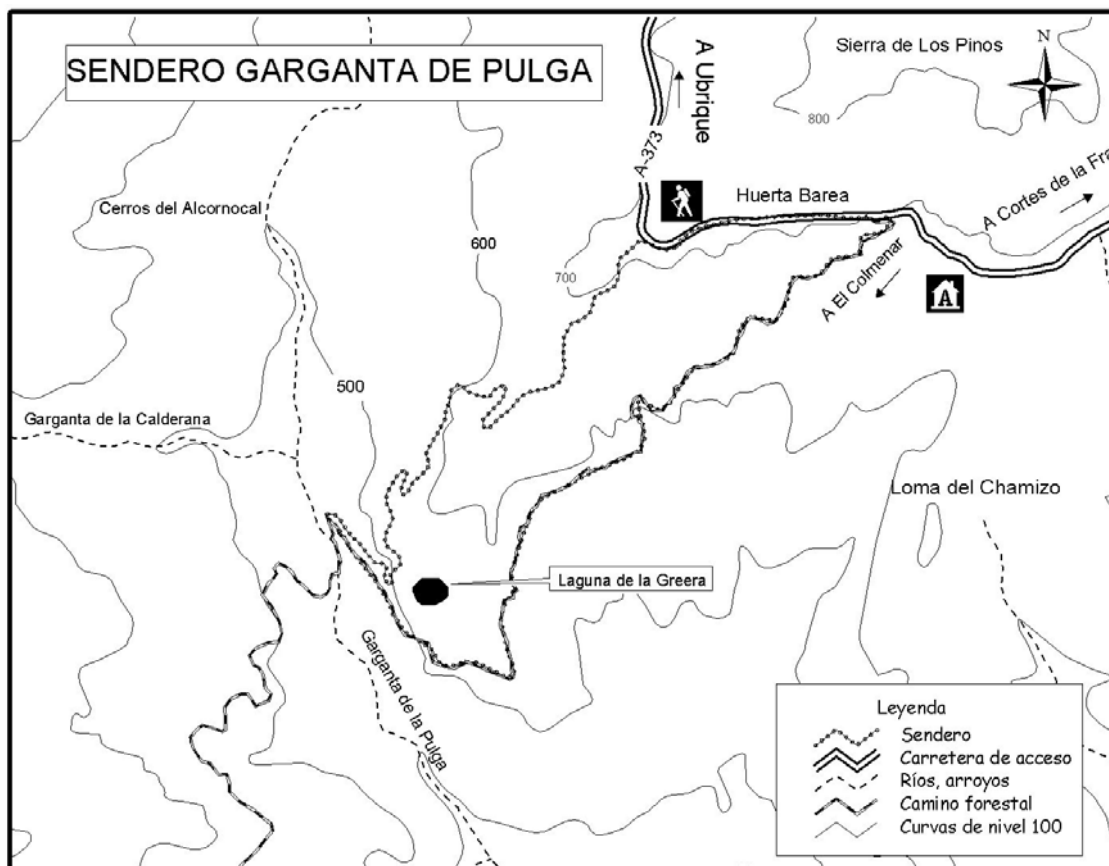 SENDERO GARGANTA DE PULGA
A Ubrique
Sierra de Los Pinos
N
800
A-373
Huerta Barea
A Cortes de la Fra
Cerros del Alcornocal
600
700
A El Colmenar
A
500
Garganta de la Calderana
Loma del Chamizo
Laguna de la Greera
Garganta de la Pulga
Leyenda
Sendero
Carretera de acceso
Ríos, arroyos
Camino forestal
Curvas de nivel 100